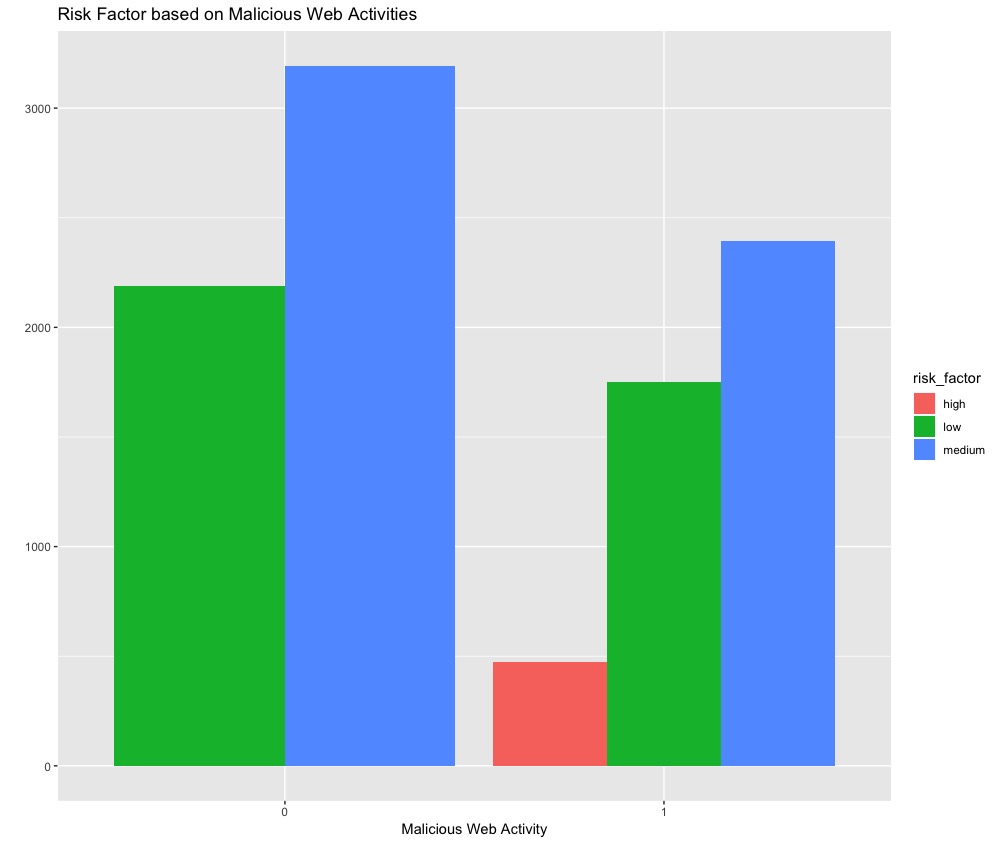 Risk Factor based on Malicious Web Activities
3000
2000
1000
0
0 1
Malicious Web Activity
risk_factor
high
low
medium